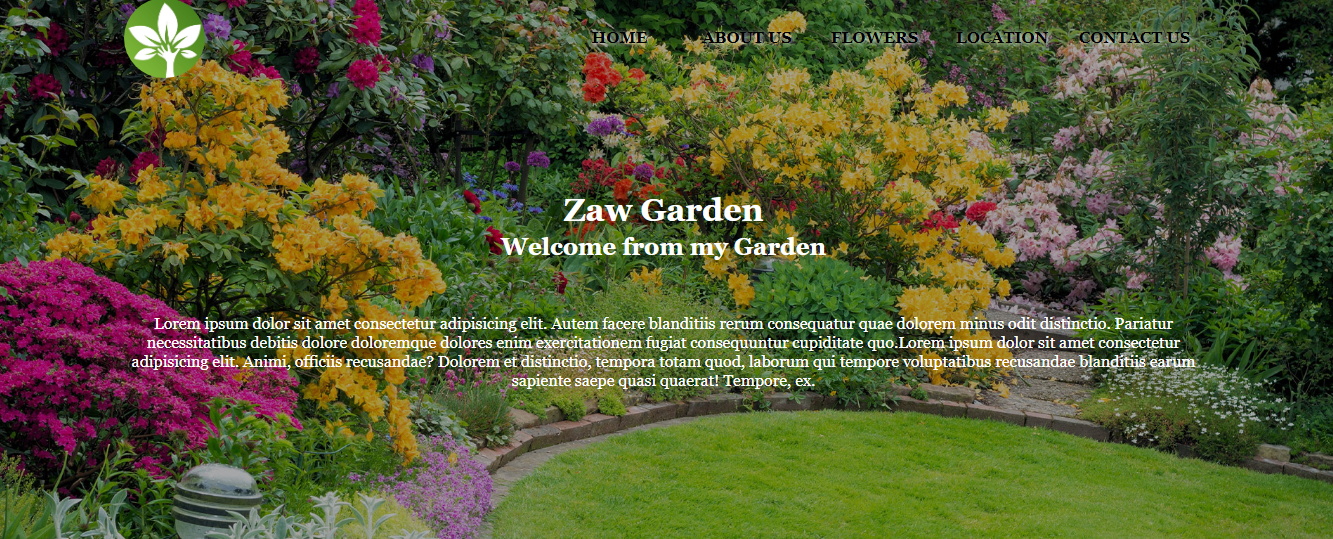 HOME ABOUT US FLOWERS LOCATION CONTACT US
Zaw Garden
Welcome from my Garden
Lorem ipsum dolor sit amet consectetur adipisicing elit. Autem facere blanditiis rerum consequatur quae dolorem minus odit distinctio. Pariatur
necessitatibus debitis dolore doloremque dolores enim exercitationem fugiat consequuntur cupiditate quo.Lorem ipsum dolor sit amet consectetur
adipisicing elit. Animi, officiis recusandae? Dolorem et distinctio, tempora totam quod, laborum qui tempore voluptatibus recusandae blanditiis earum
sapiente saepe quasi quaerat! Tempore, ex.